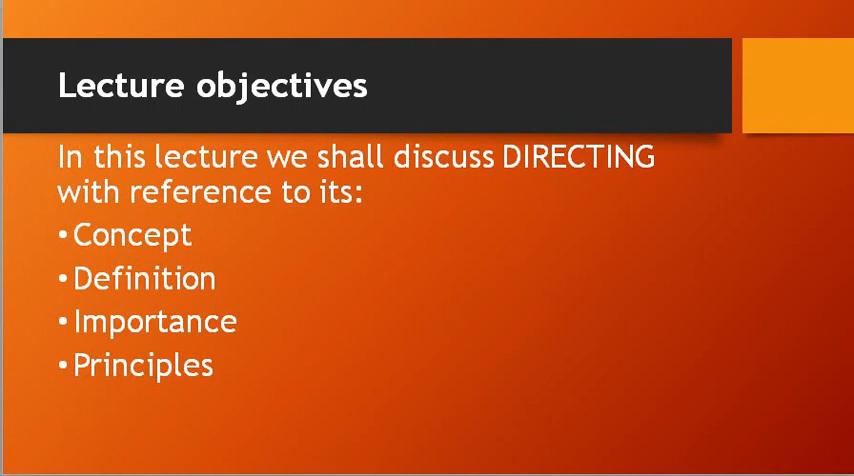 Lecture objectives
In this lecture we shall discuss DIRECTING
with reference to its:
•Concept
•Definition
•Importance
•Principles